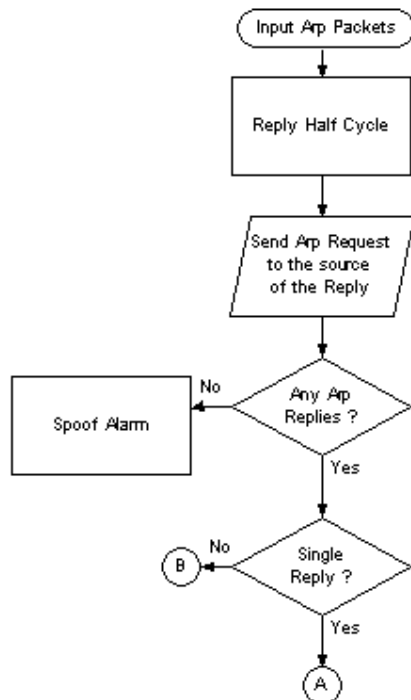 Input Arp Packets
Reply Half Cycle
Send Arp Request
to the source
of the Reply
No
Any Arp
Replies ?
Spoof Alarm
Yes
No
Single
Reply ?
B
Yes
A